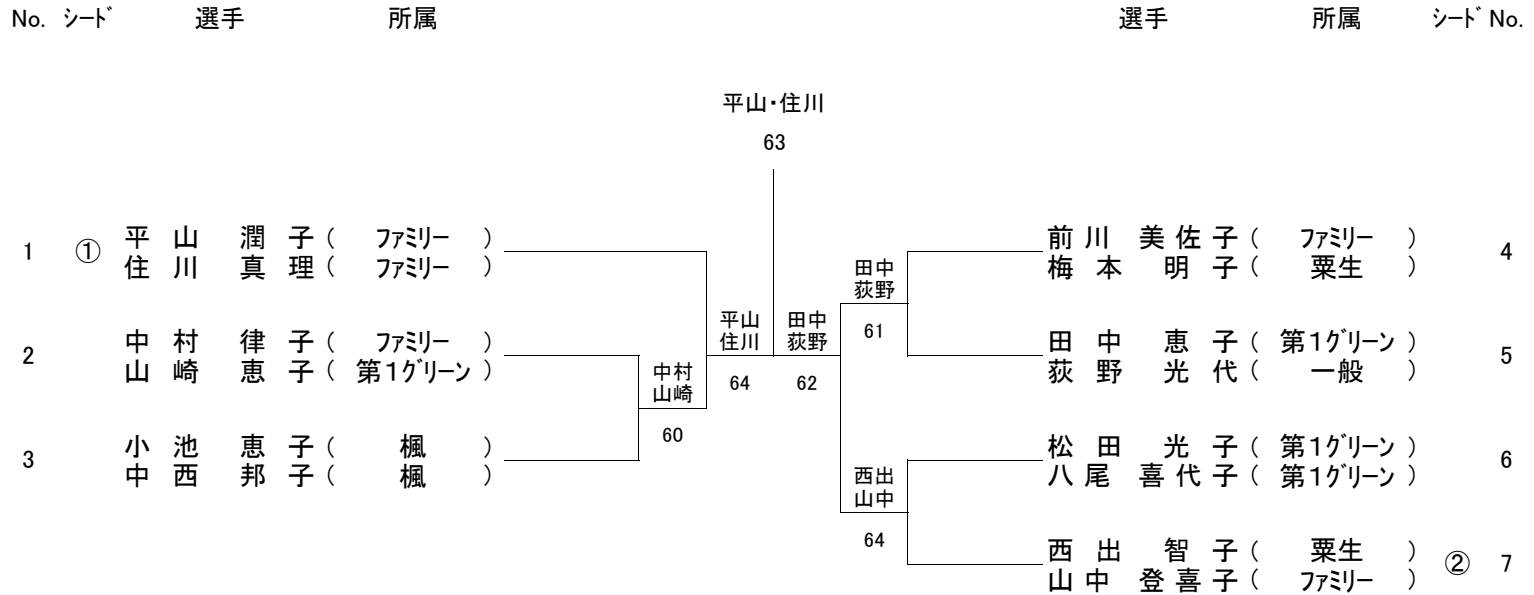 No. ｼｰﾄﾞ 選手 所属 選手 所属 ｼｰﾄﾞ No.
平山・住川
63
1 ① 平 山 潤 子 ( ﾌｧﾐﾘｰ )
住 川 真 理 ( ﾌｧﾐﾘｰ )
2 中 村 律 子 ( ﾌｧﾐﾘｰ )
山 崎 恵 子 ( 第１ｸﾞﾘｰﾝ )
3 小 池 恵 子 ( 楓 )
中 西 邦 子 ( 楓 )
中村
山崎
60
平山
住川
64
田中
荻野
62
田中
荻野
61
西出
山中
64
前 川 美 佐 子 ( ﾌｧﾐﾘｰ ) 4
梅 本 明 子 ( 粟生 )
田 中 恵 子 ( 第１ｸﾞﾘｰﾝ ) 5
荻 野 光 代 ( 一般 )
松 田 光 子 ( 第１ｸﾞﾘｰﾝ ) 6
八 尾 喜 代 子 ( 第１ｸﾞﾘｰﾝ )
西 出 智 子 ( 粟生 ) ② 7
山 中 登 喜 子 ( ﾌｧﾐﾘｰ )